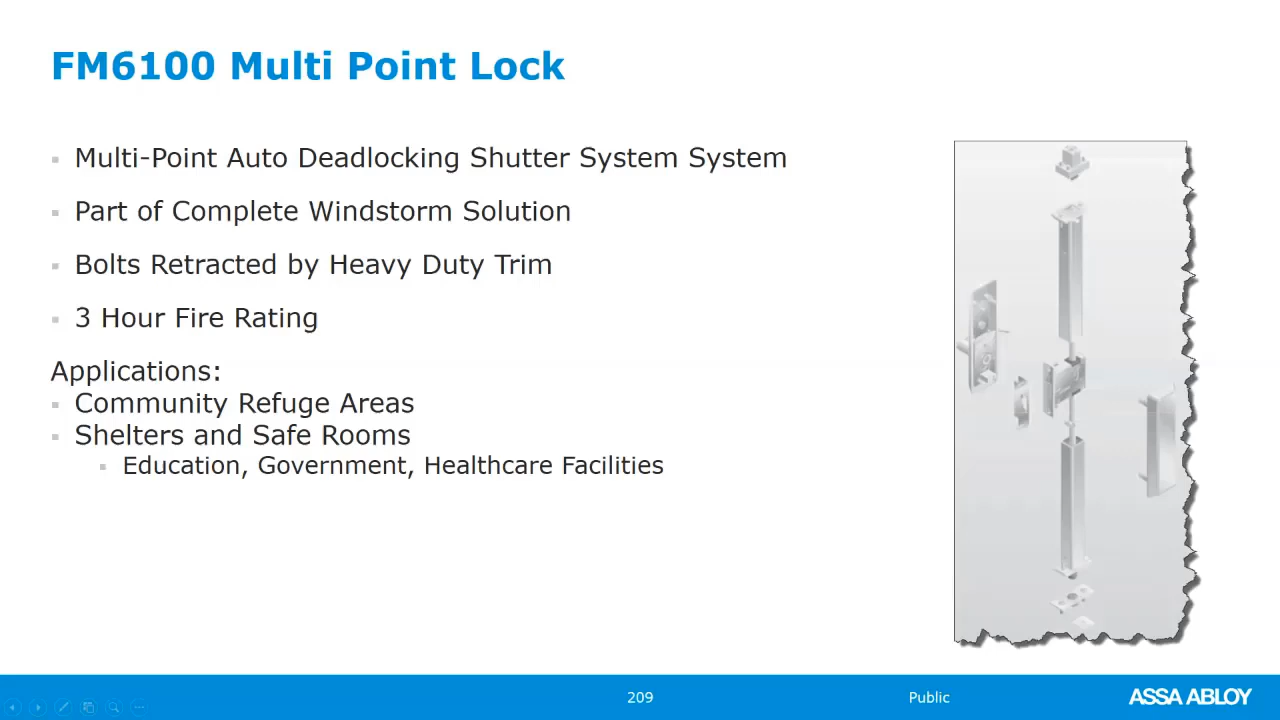 FM6100 Multi Point Lock
Multi-Point Auto Deadlocking Shutter System System
Part of Complete Windstorm Solution
Bolts Retracted by Heavy Duty Trim
3 Hour Fire Rating
Applications:
Community Refuge Areas
Shelters and Safe Rooms
Education, Government, Healthcare Facilities
209
Public
ASSA ABLOY